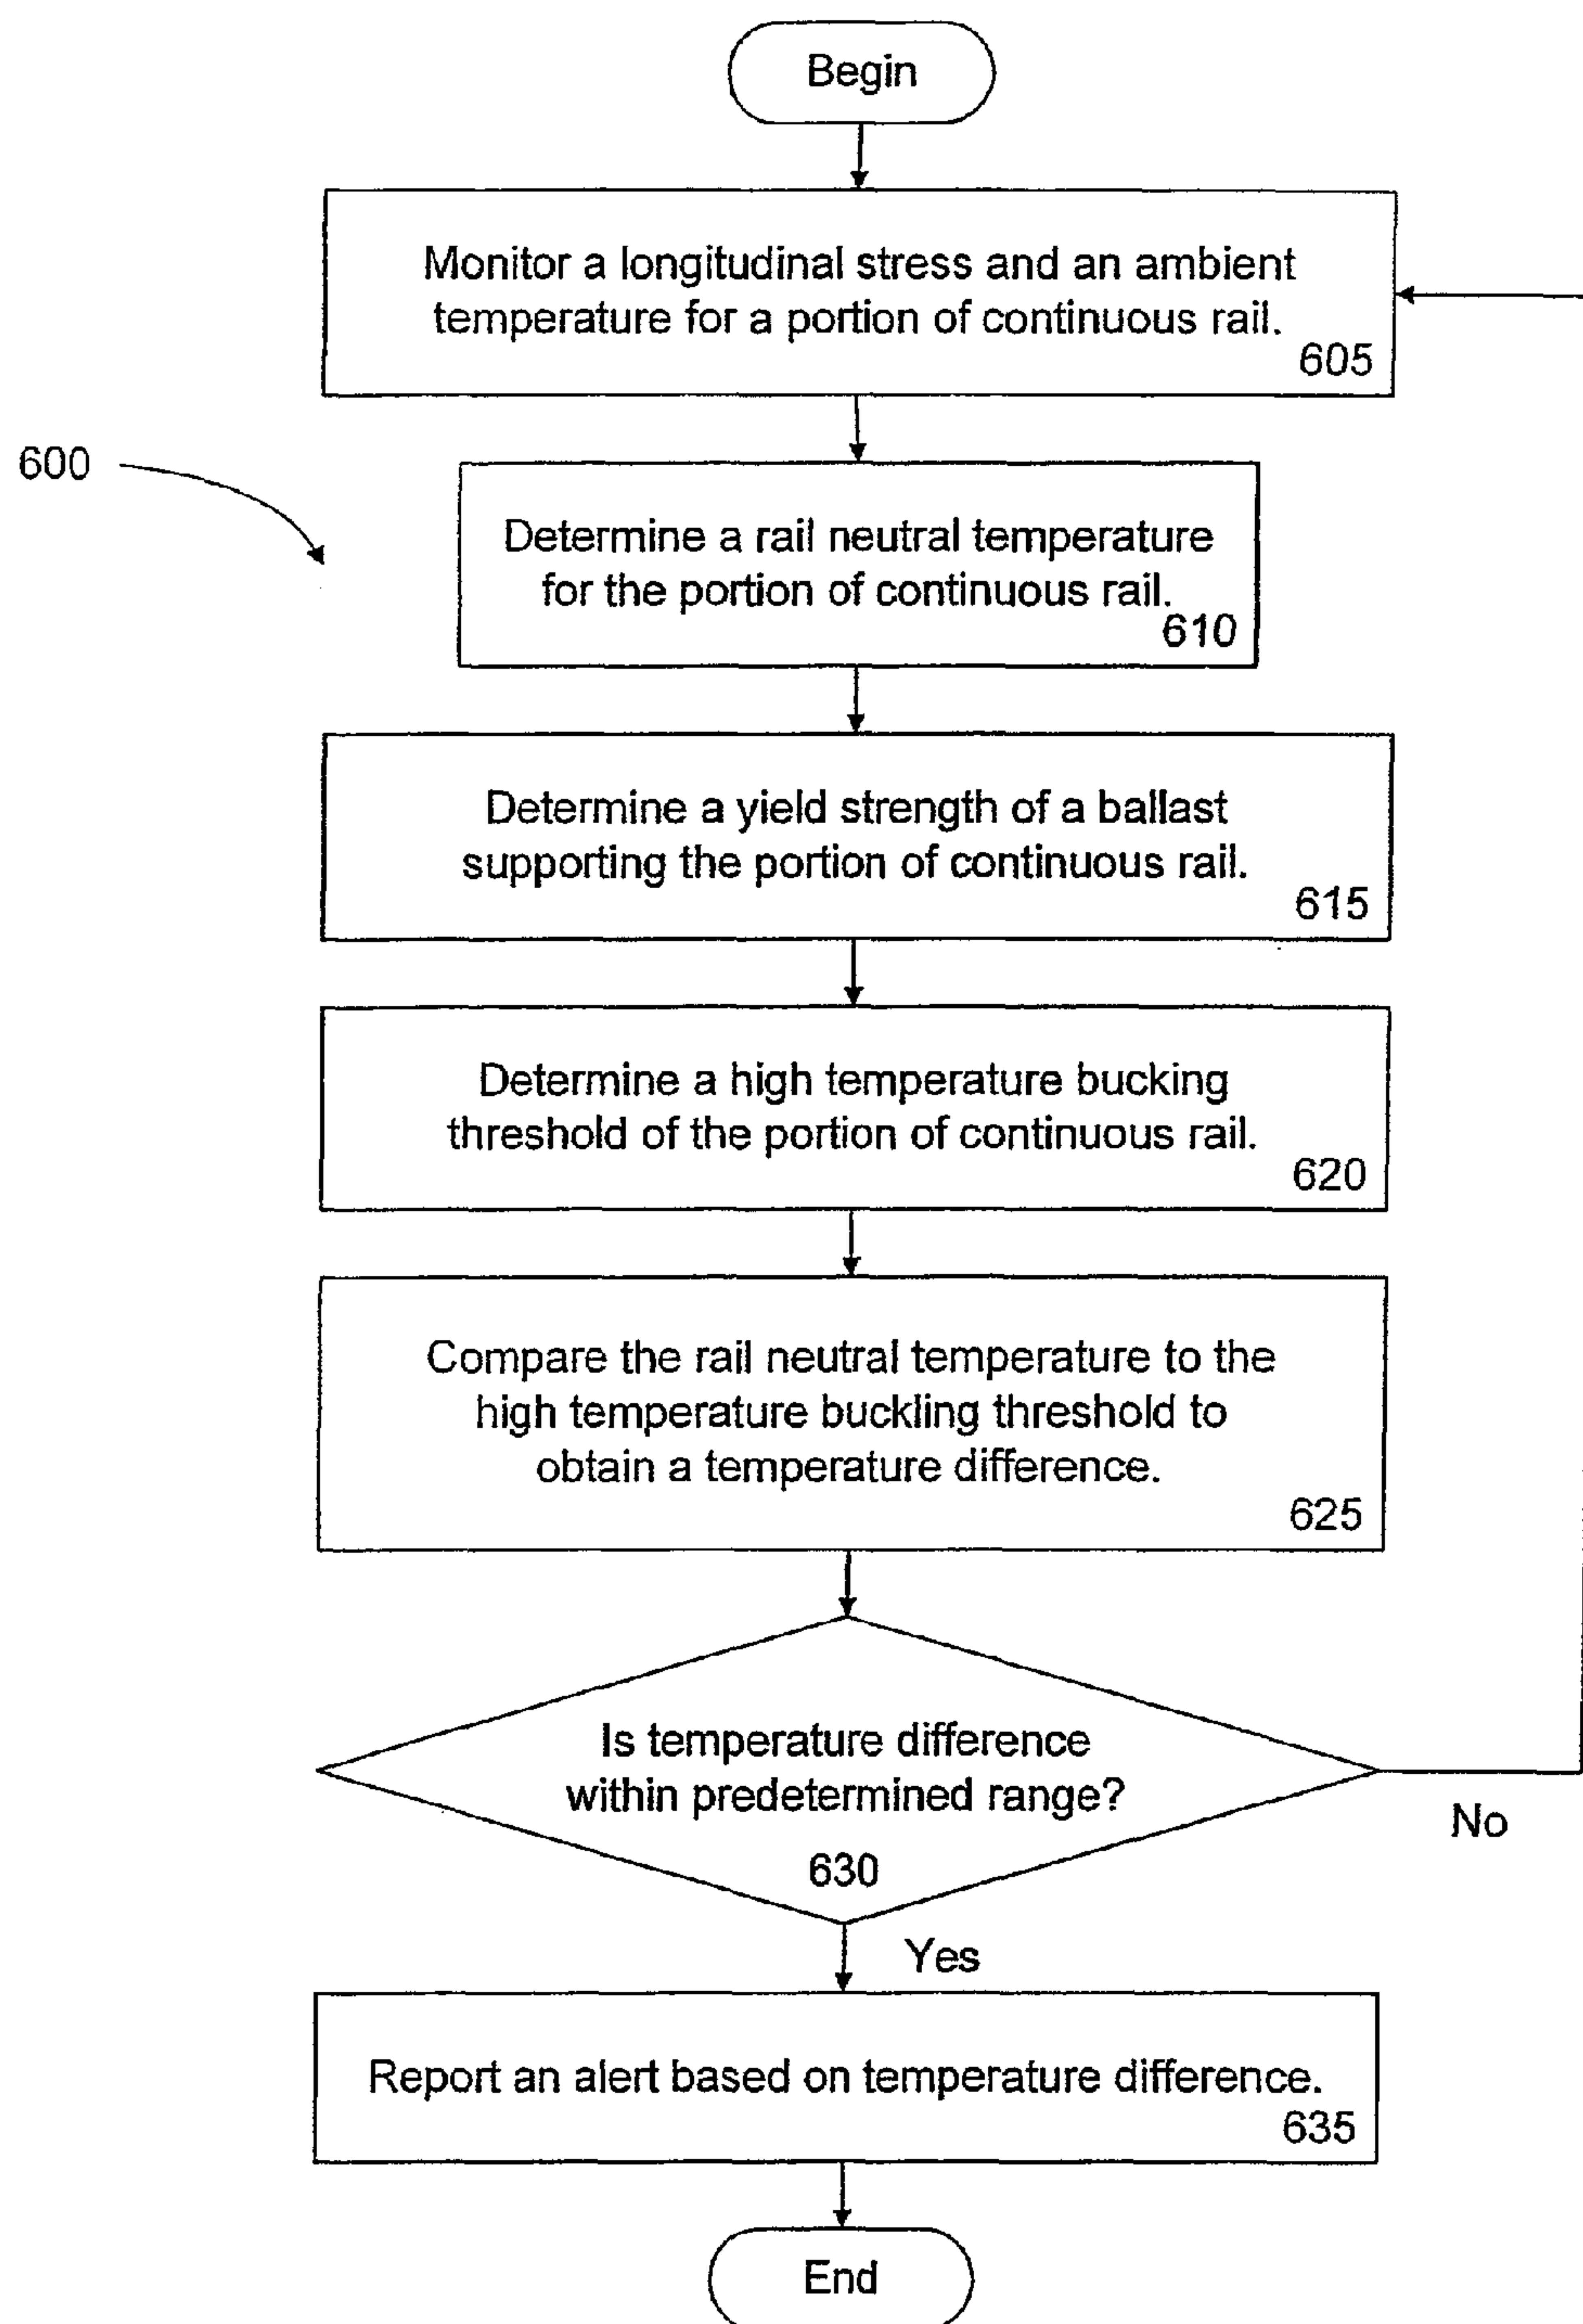 Begin
Monitor a longitudinal stress and an ambient
temperature for a portion of continuous rail.
605
600
Determine a rail neutral temperature
for the portion of continuous rail.
610
Determine a yield strength of a ballast
supporting the portion of continuous rail.
615
Determine a high temperature bucking
threshold of the portion of continuous rail.
620
Compare the rail neutral temperature to the
high temperature buckling threshold to
obtain a temperature difference.
625
Is temperature difference
within predetermined range?
630
No
Yes
Report an alert based on temperature difference.
635
End